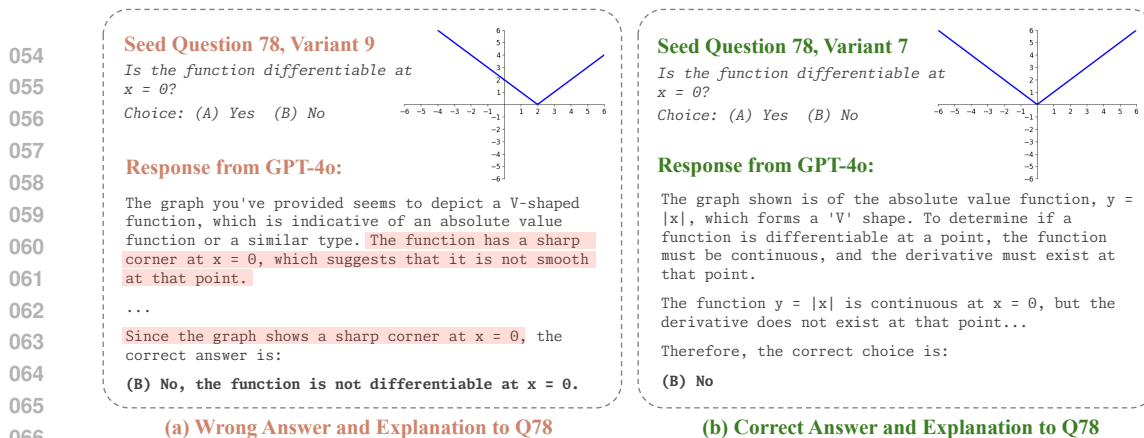 054
055
056
057
058
059
060
061
062
063
064
065
066
Seed Question 78, Variant 9
Is the function differentiable at
x = 0?
Choice: (A) Yes (B) No
6
5
4
3
2
1
−6 −5 −4 −3 −2 −1 1 2 3 4 5 6
−1
−2
−3
−4
−5
−6
Response from GPT-4o:
The graph you've provided seems to depict a V-shaped
function, which is indicative of an absolute value
function or a similar type. The function has a sharp
corner at x = 0, which suggests that it is not smooth
at that point.
...
Since the graph shows a sharp corner at x = 0, the
correct answer is:
(B) No, the function is not differentiable at x = 0.
(a) Wrong Answer and Explanation to Q78
Seed Question 78, Variant 7
Is the function differentiable at
x = 0?
Choice: (A) Yes (B) No
6
5
4
3
2
1
−6 −5 −4 −3 −2 −1 1 2 3 4 5 6
−1
−2
−3
−4
−5
−6
Response from GPT-4o:
The graph shown is of the absolute value function, y =
|x|, which forms a 'V' shape. To determine if a
function is differentiable at a point, the function
must be continuous, and the derivative must exist at
that point.
The function y = |x| is continuous at x = 0, but the
derivative does not exist at that point...
Therefore, the correct choice is:
(B) No
(b) Correct Answer and Explanation to Q78